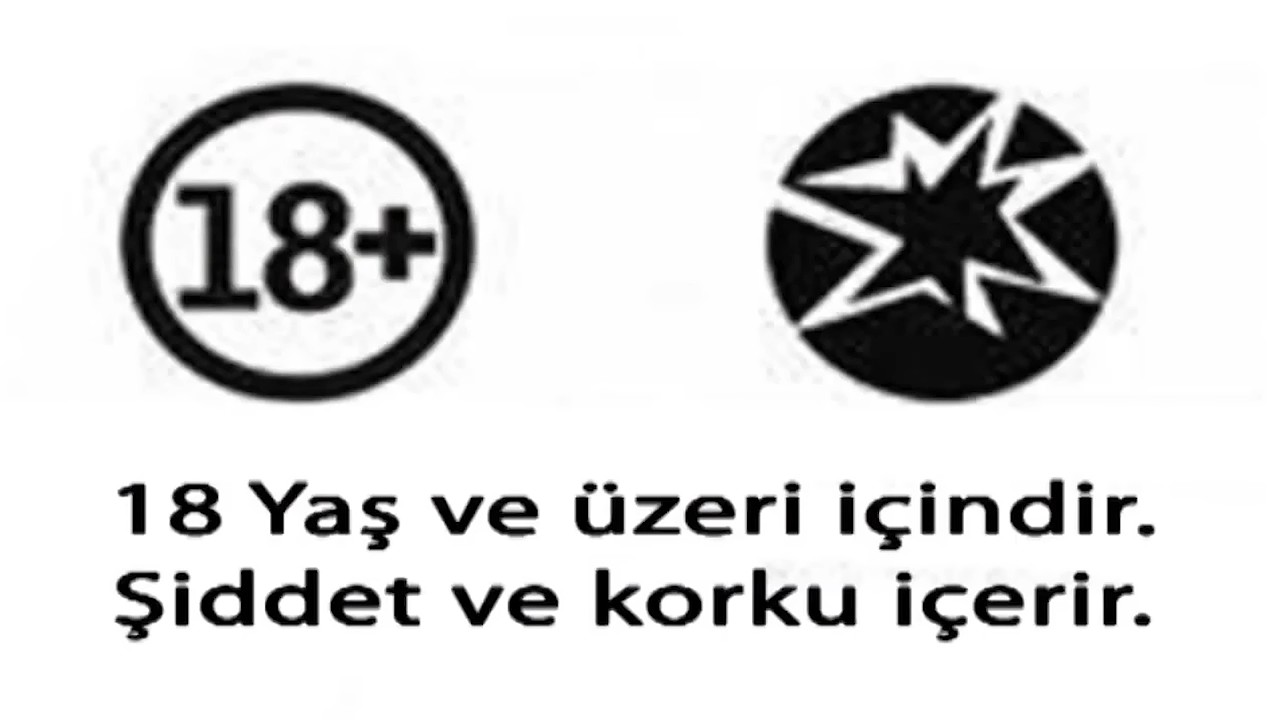 18+
18 Yaş ve üzeri içindir.
Şiddet ve korku içerir.